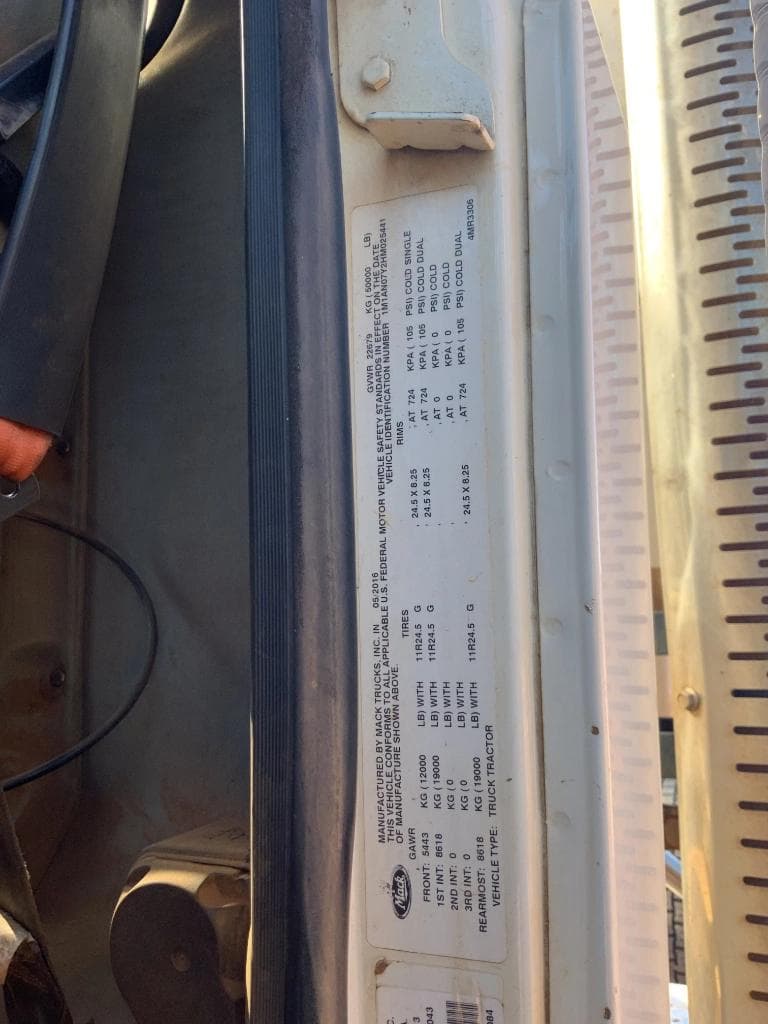 MANUFACTURED BY MACK TRUCKS, INC. IN 05/2016 GVWR 22679 KG ( 50000 LB)
THIS VEHICLE CONFORMS TO ALL APPLICABLE U.S. FEDERAL MOTOR VEHICLE SAFETY STANDARDS IN EFFECT ON THE DATE
OF MANUFACTURE SHOWN ABOVE. VEHICLE IDENTIFICATION NUMBER 1M1AN07Y2HM025441
Mack
GAWR TIRES RIMS
FRONT: 5443 KG ( 12000 LB) WITH 11R24.5 G , 24.5 X 8.25 , AT 724 KPA ( 105 PSI) COLD SINGLE
1ST INT: 8618 KG ( 19000 LB) WITH 11R24.5 G , 24.5 X 8.25 , AT 724 KPA ( 105 PSI) COLD DUAL
2ND INT: 0 KG ( 0 LB) WITH , , AT 0 KPA ( 0 PSI) COLD
3RD INT: 0 KG ( 0 LB) WITH , , AT 0 KPA ( 0 PSI) COLD
REARMOST: 8618 KG ( 19000 LB) WITH 11R24.5 G , 24.5 X 8.25 , AT 724 KPA ( 105 PSI) COLD DUAL
VEHICLE TYPE: TRUCK TRACTOR 4MR3306
C.
3
043
084